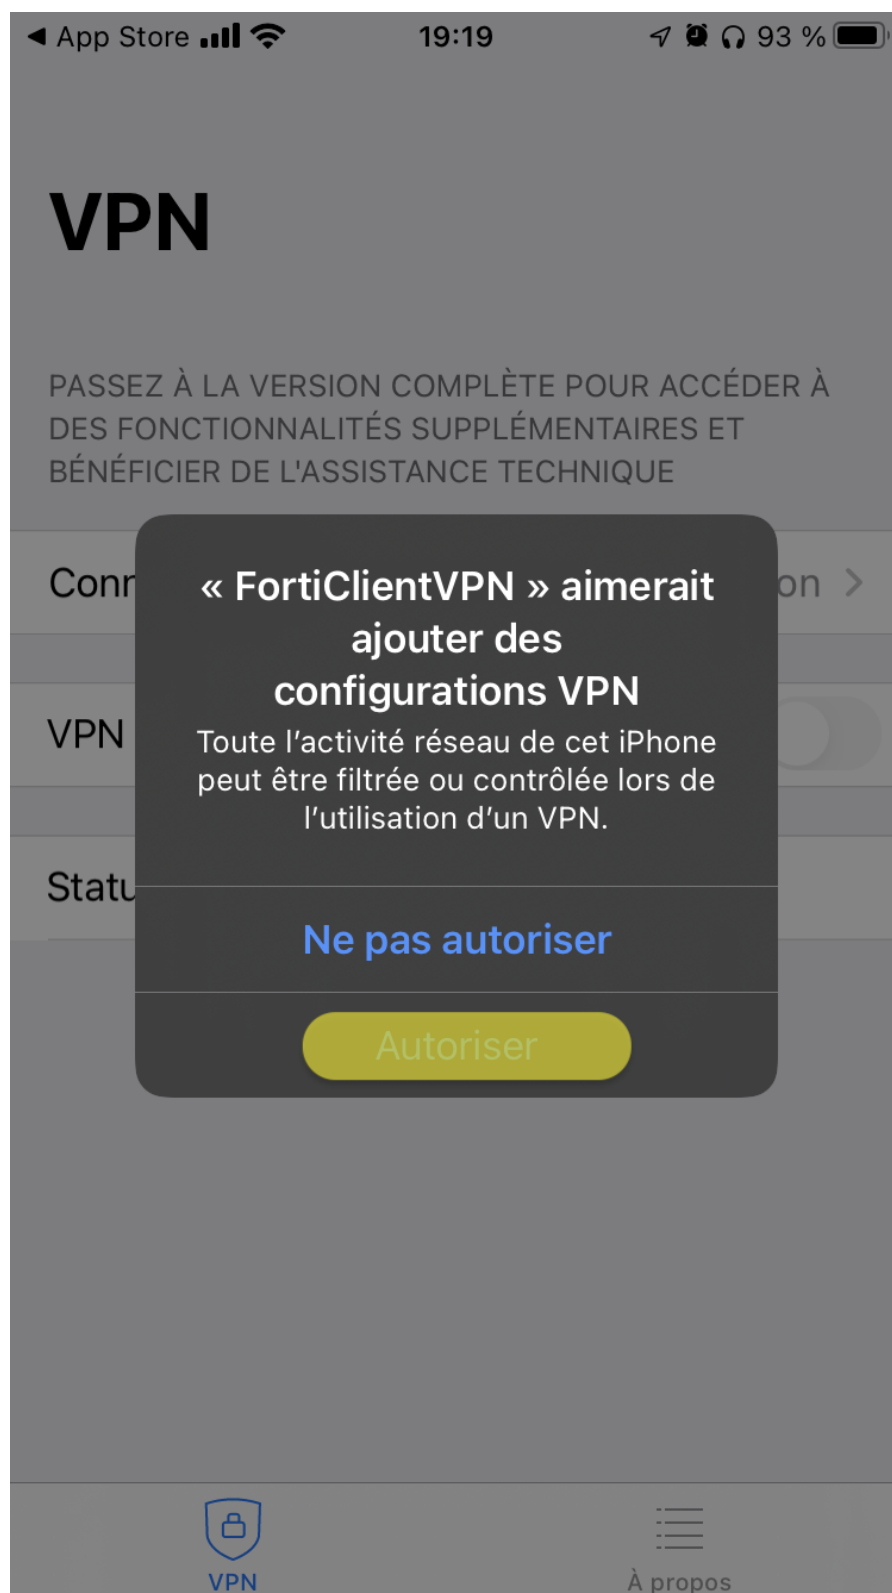 ◀ App Store 19:19 93 %
VPN
PASSEZ À LA VERSION COMPLÈTE POUR ACCÉDER À
DES FONCTIONNALITÉS SUPPLÉMENTAIRES ET
BÉNÉFICIER DE L'ASSISTANCE TECHNIQUE
« FortiClientVPN » aimerait
ajouter des
configurations VPN
VPN
Toute l’activité réseau de cet iPhone
peut être filtrée ou contrôlée lors de
l’utilisation d’un VPN.
Ne pas autoriser
Autoriser
VPN
À propos